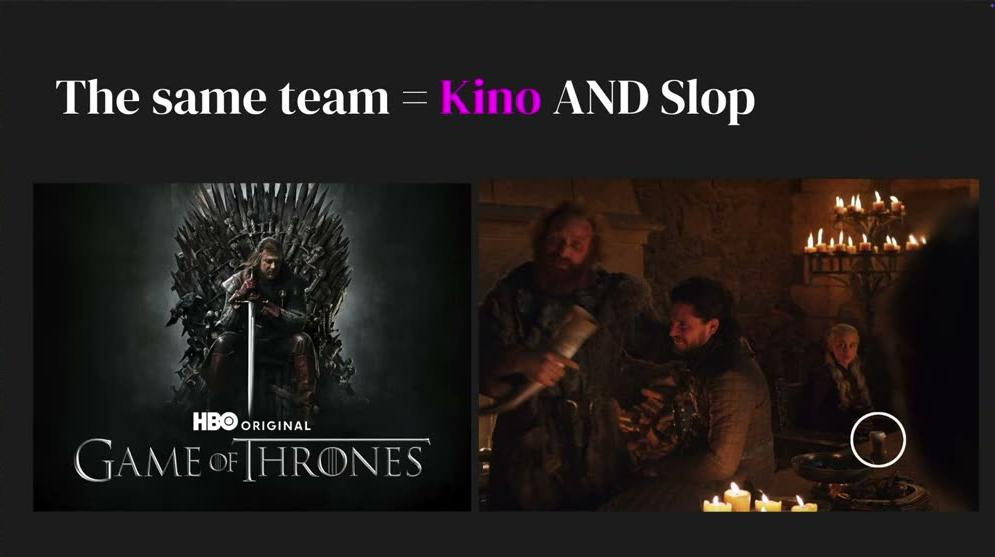 The same team = Kino AND Slop
HBO ORIGINAL
GAME OF THRONES